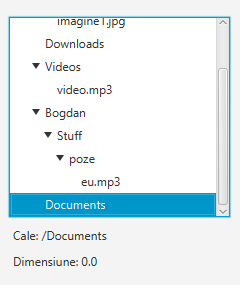 imagine1.jpg
Downloads
Videos
video.mp3
Bogdan
Stuff
poze
eu.mp3
Documents
Cale: /Documents
Dimensiune: 0.0